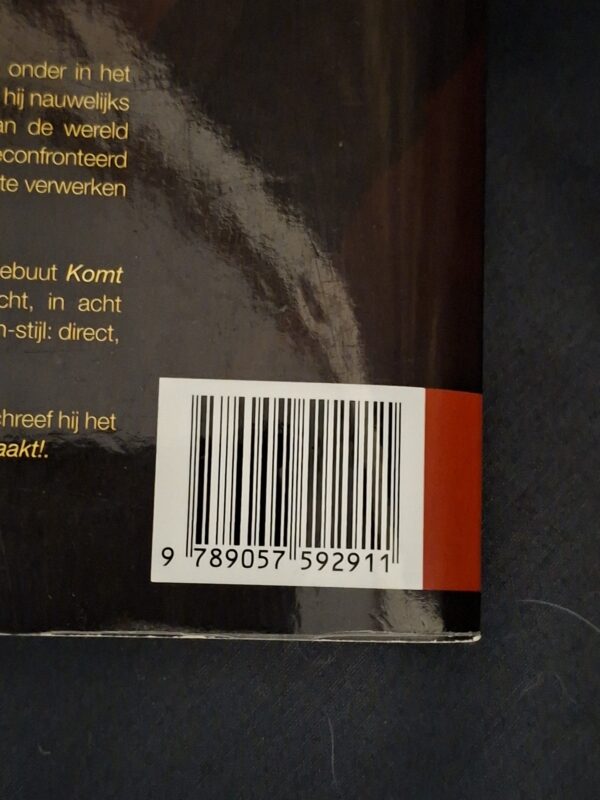 onder in het
hij nauwelijks
an de wereld
econfronteerd
te verwerken
ebuut Komt
cht, in acht
n-stijl: direct,
chreef hij het
aakt!.
9 789057 592911